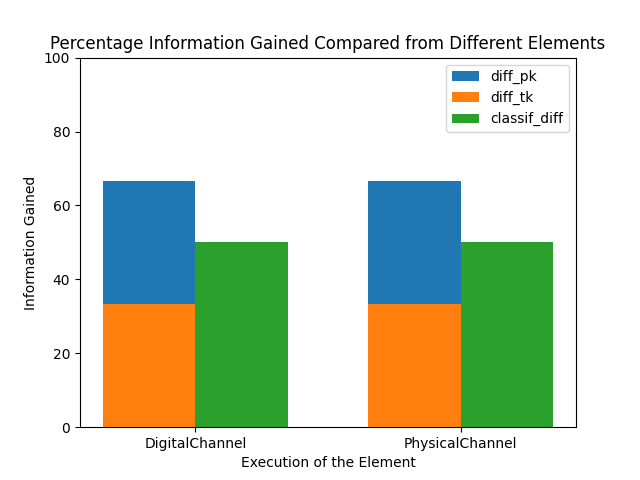 Percentage Information Gained Compared from Different Elements
100
80
60
40
20
0
Information Gained
diff_pk
diff_tk
classif_diff
DigitalChannel
PhysicalChannel
Execution of the Element